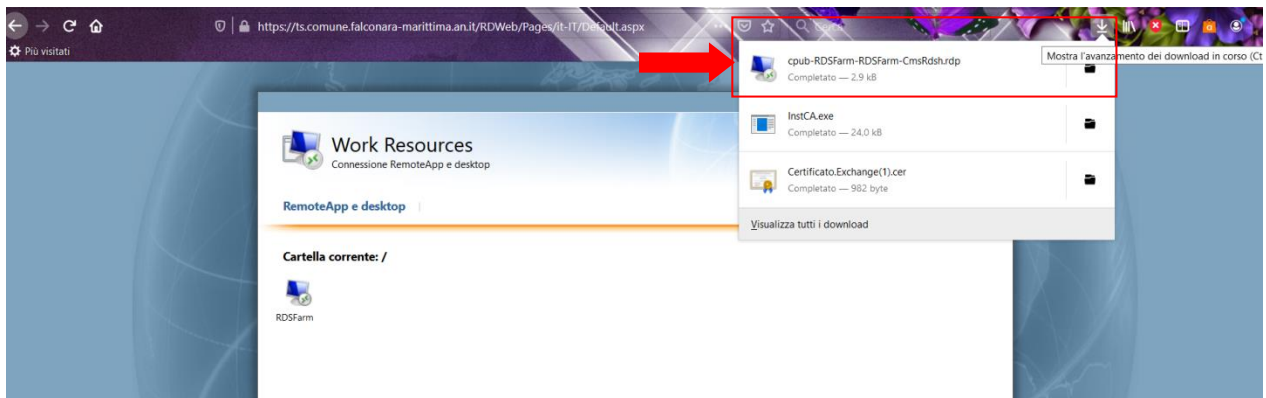 https://ts.comune.falconara-marittima.an.it/RDWeb/Pages/it-IT/Default.aspx
Più visitati
cpub-RDSFarm-RDSFarm-CmsRdsh.rdp
Completato — 2,9 kB
Mostra l'avanzamento dei download in corso (Ct
InstCA.exe
Completato — 24,0 kB
Certificato.Exchange(1).cer
Completato — 982 byte
Visualizza tutti i download
Work Resources
Connessione RemoteApp e desktop
RemoteApp e desktop
Cartella corrente: /
RDSFarm